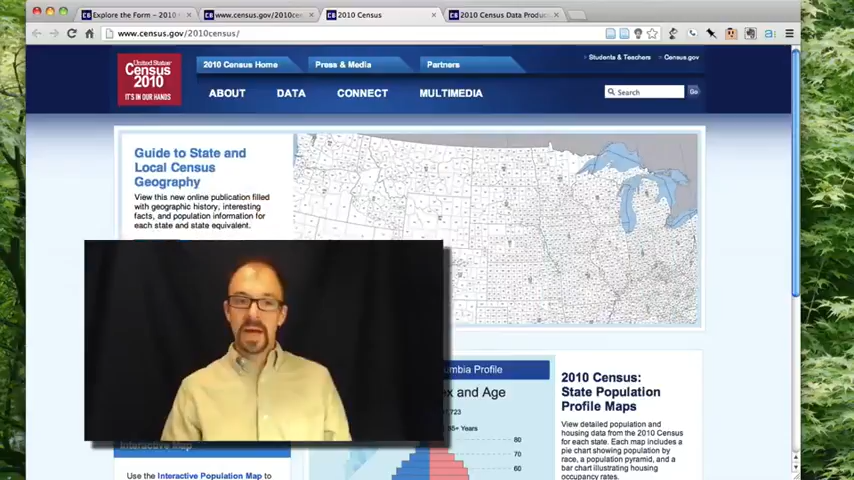 Explore the Form – 2010
www.census.gov/2010cens
2010 Census
2010 Census Data Produc
www.census.gov/2010census/
United States
Census
2010
IT'S IN OUR HANDS
2010 Census Home
Press & Media
Partners
Students & Teachers
Census.gov
ABOUT
DATA
CONNECT
MULTIMEDIA
Search
Go
Guide to State and
Local Census
Geography
View this new online publication filled
with geographic history, interesting
facts, and population information for
each state and state equivalent.
umbia Profile
ex and Age
7,723
65+ Years
80
70
60
2010 Census:
State Population
Profile Maps
View detailed population and
housing data from the 2010 Census
for each state. Each map includes a
pie chart showing population by
race, a population pyramid, and a
bar chart illustrating housing
occupancy rates.
Interactive Map
Use the Interactive Population Map to